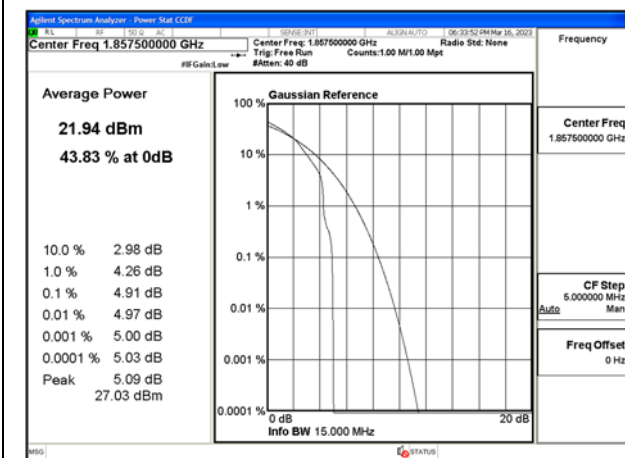 Agilent Spectrum Analyzer - Power Stat CCDF
RL RF 50 Ω AC SENSE:INT ALIGN AUTO 06:33:52 PM Mar 16, 2023
Center Freq 1.857500000 GHz
Center Freq: 1.857500000 GHz Radio Std: None
Trig: Free Run Counts:1.00 M/1.00 Mpt
#IFGain:Low #Atten: 40 dB
Frequency
Average Power
21.94 dBm
43.83 % at 0dB
10.0 % 2.98 dB
1.0 % 4.26 dB
0.1 % 4.91 dB
0.01 % 4.97 dB
0.001 % 5.00 dB
0.0001 % 5.03 dB
Peak 5.09 dB
27.03 dBm
Gaussian Reference
100 %
10 %
1 %
0.1 %
0.01 %
0.001 %
0.0001 %
0 dB 20 dB
Info BW 15.000 MHz
Center Freq
1.857500000 GHz
CF Step
5.000000 MHz
Auto Man
Freq Offset
0 Hz
MSG STATUS